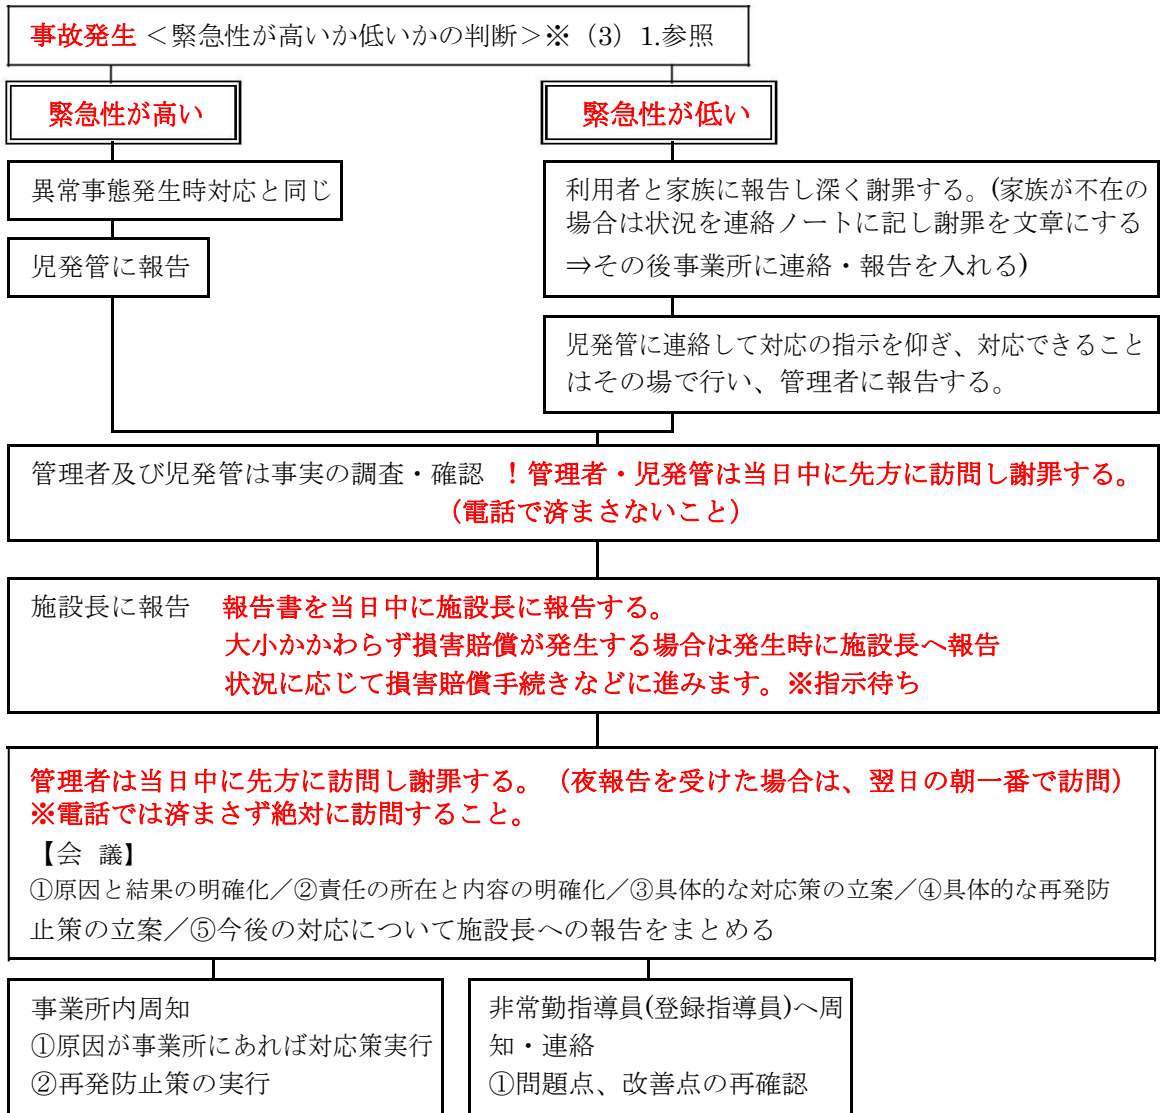 事故発生 ＜緊急性が高いか低いかの判断＞※（3）1.参照
緊急性が高い
緊急性が低い
異常事態発生時対応と同じ
児発管に報告
利用者と家族に報告し深く謝罪する。(家族が不在の
場合は状況を連絡ノートに記し謝罪を文章にする
⇒その後事業所に連絡・報告を入れる)
児発管に連絡して対応の指示を仰ぎ、対応できること
はその場で行い、管理者に報告する。
管理者及び児発管は事実の調査・確認 ！管理者・児発管は当日中に先方に訪問し謝罪する。
（電話で済まさないこと）
施設長に報告 報告書を当日中に施設長に報告する。
大小かかわらず損害賠償が発生する場合は発生時に施設長へ報告
状況に応じて損害賠償手続きなどに進みます。※指示待ち
管理者は当日中に先方に訪問し謝罪する。（夜報告を受けた場合は、翌日の朝一番で訪問）
※電話では済まさず絶対に訪問すること。
【会 議】
①原因と結果の明確化／②責任の所在と内容の明確化／③具体的な対応策の立案／④具体的な再発防
止策の立案／⑤今後の対応について施設長への報告をまとめる
事業所内周知
①原因が事業所にあれば対応策実行
②再発防止策の実行
非常勤指導員(登録指導員)へ周
知・連絡
①問題点、改善点の再確認